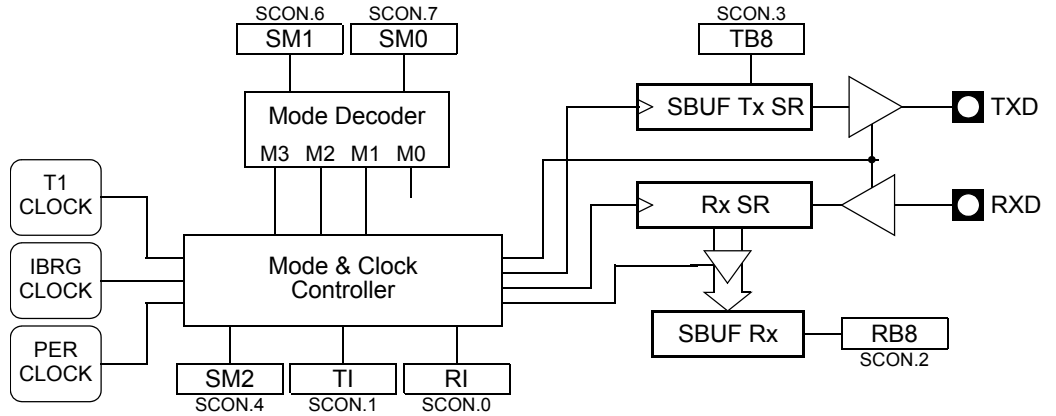 SCON.6
SCON.7
SCON.3
SM1
SM0
TB8
Mode Decoder
M3 M2 M1 M0
SBUF Tx SR
TXD
T1
CLOCK
Rx SR
RXD
IBRG
CLOCK
Mode & Clock
Controller
PER
CLOCK
SBUF Rx
RB8
SCON.2
SM2
TI
RI
SCON.4
SCON.1
SCON.0